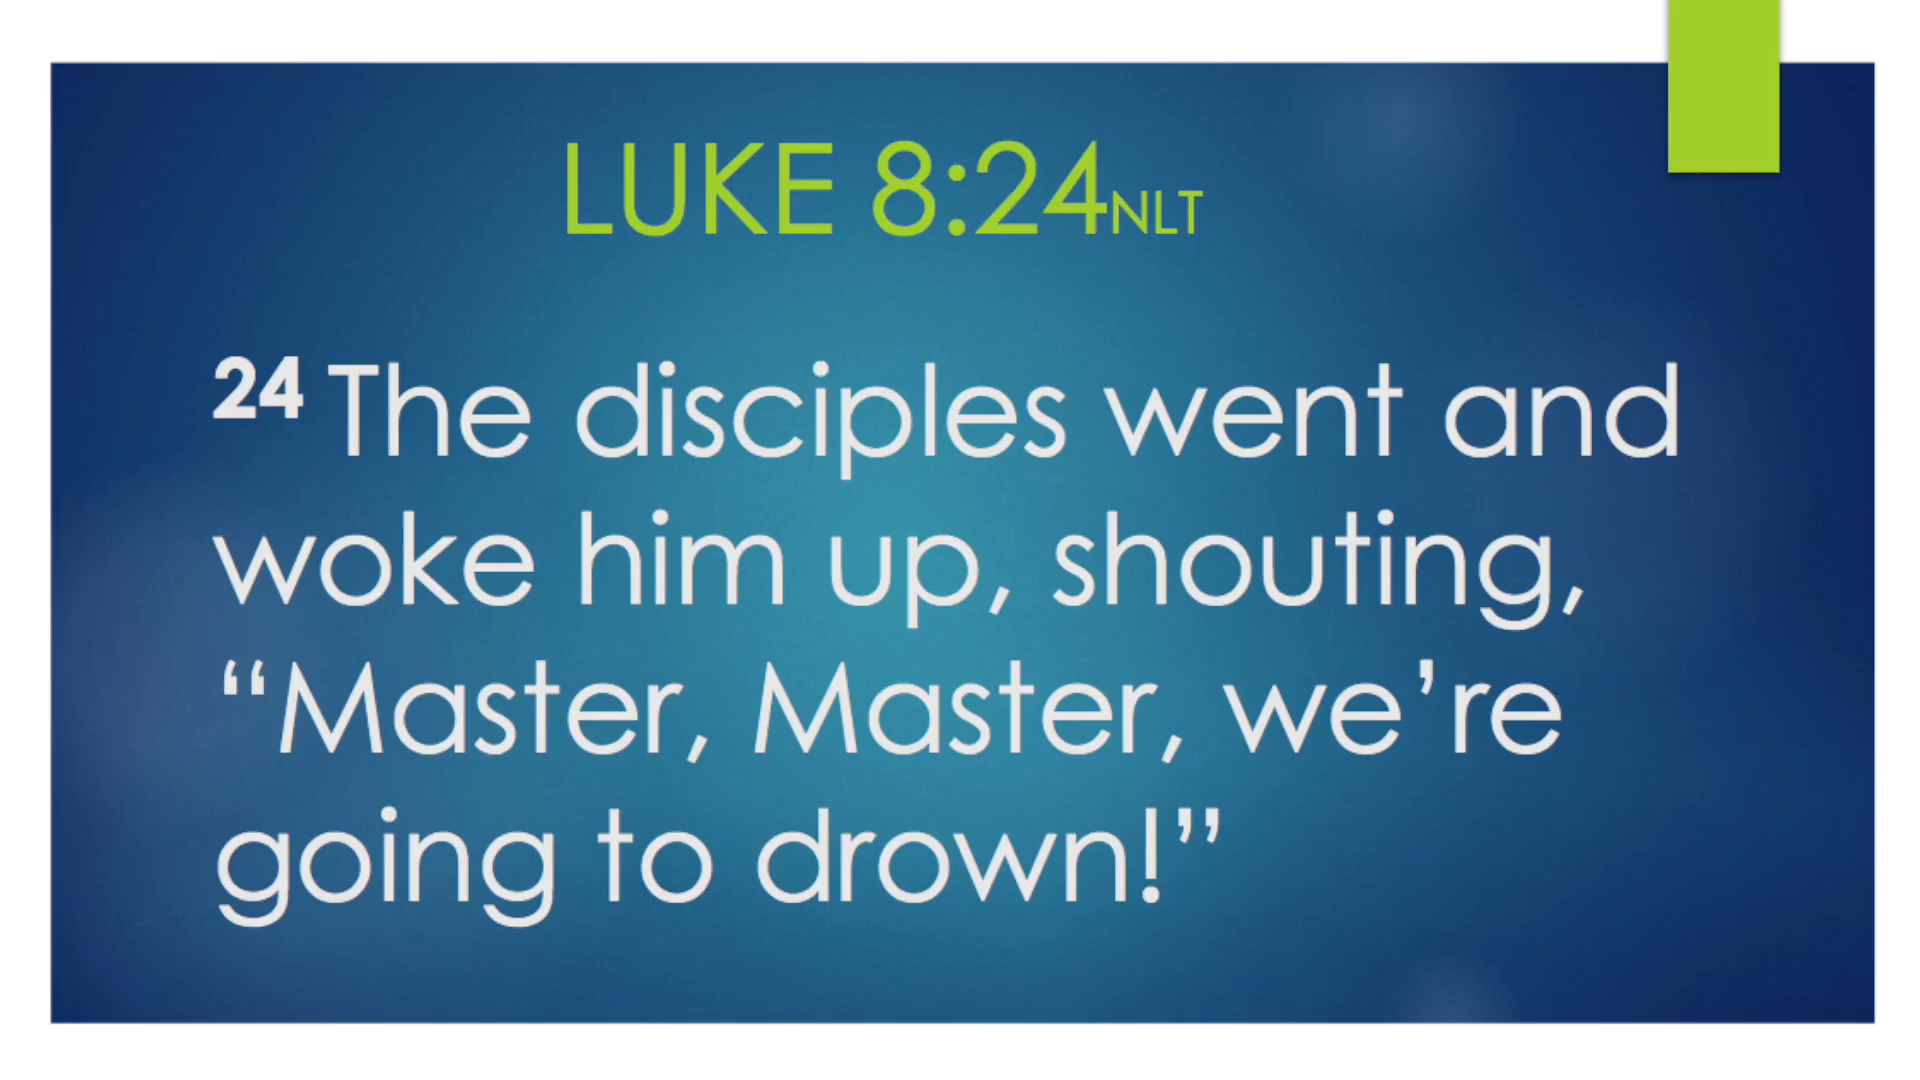 LUKE 8:24NLT
24 The disciples went and
woke him up, shouting,
“Master, Master, we’re
going to drown!”